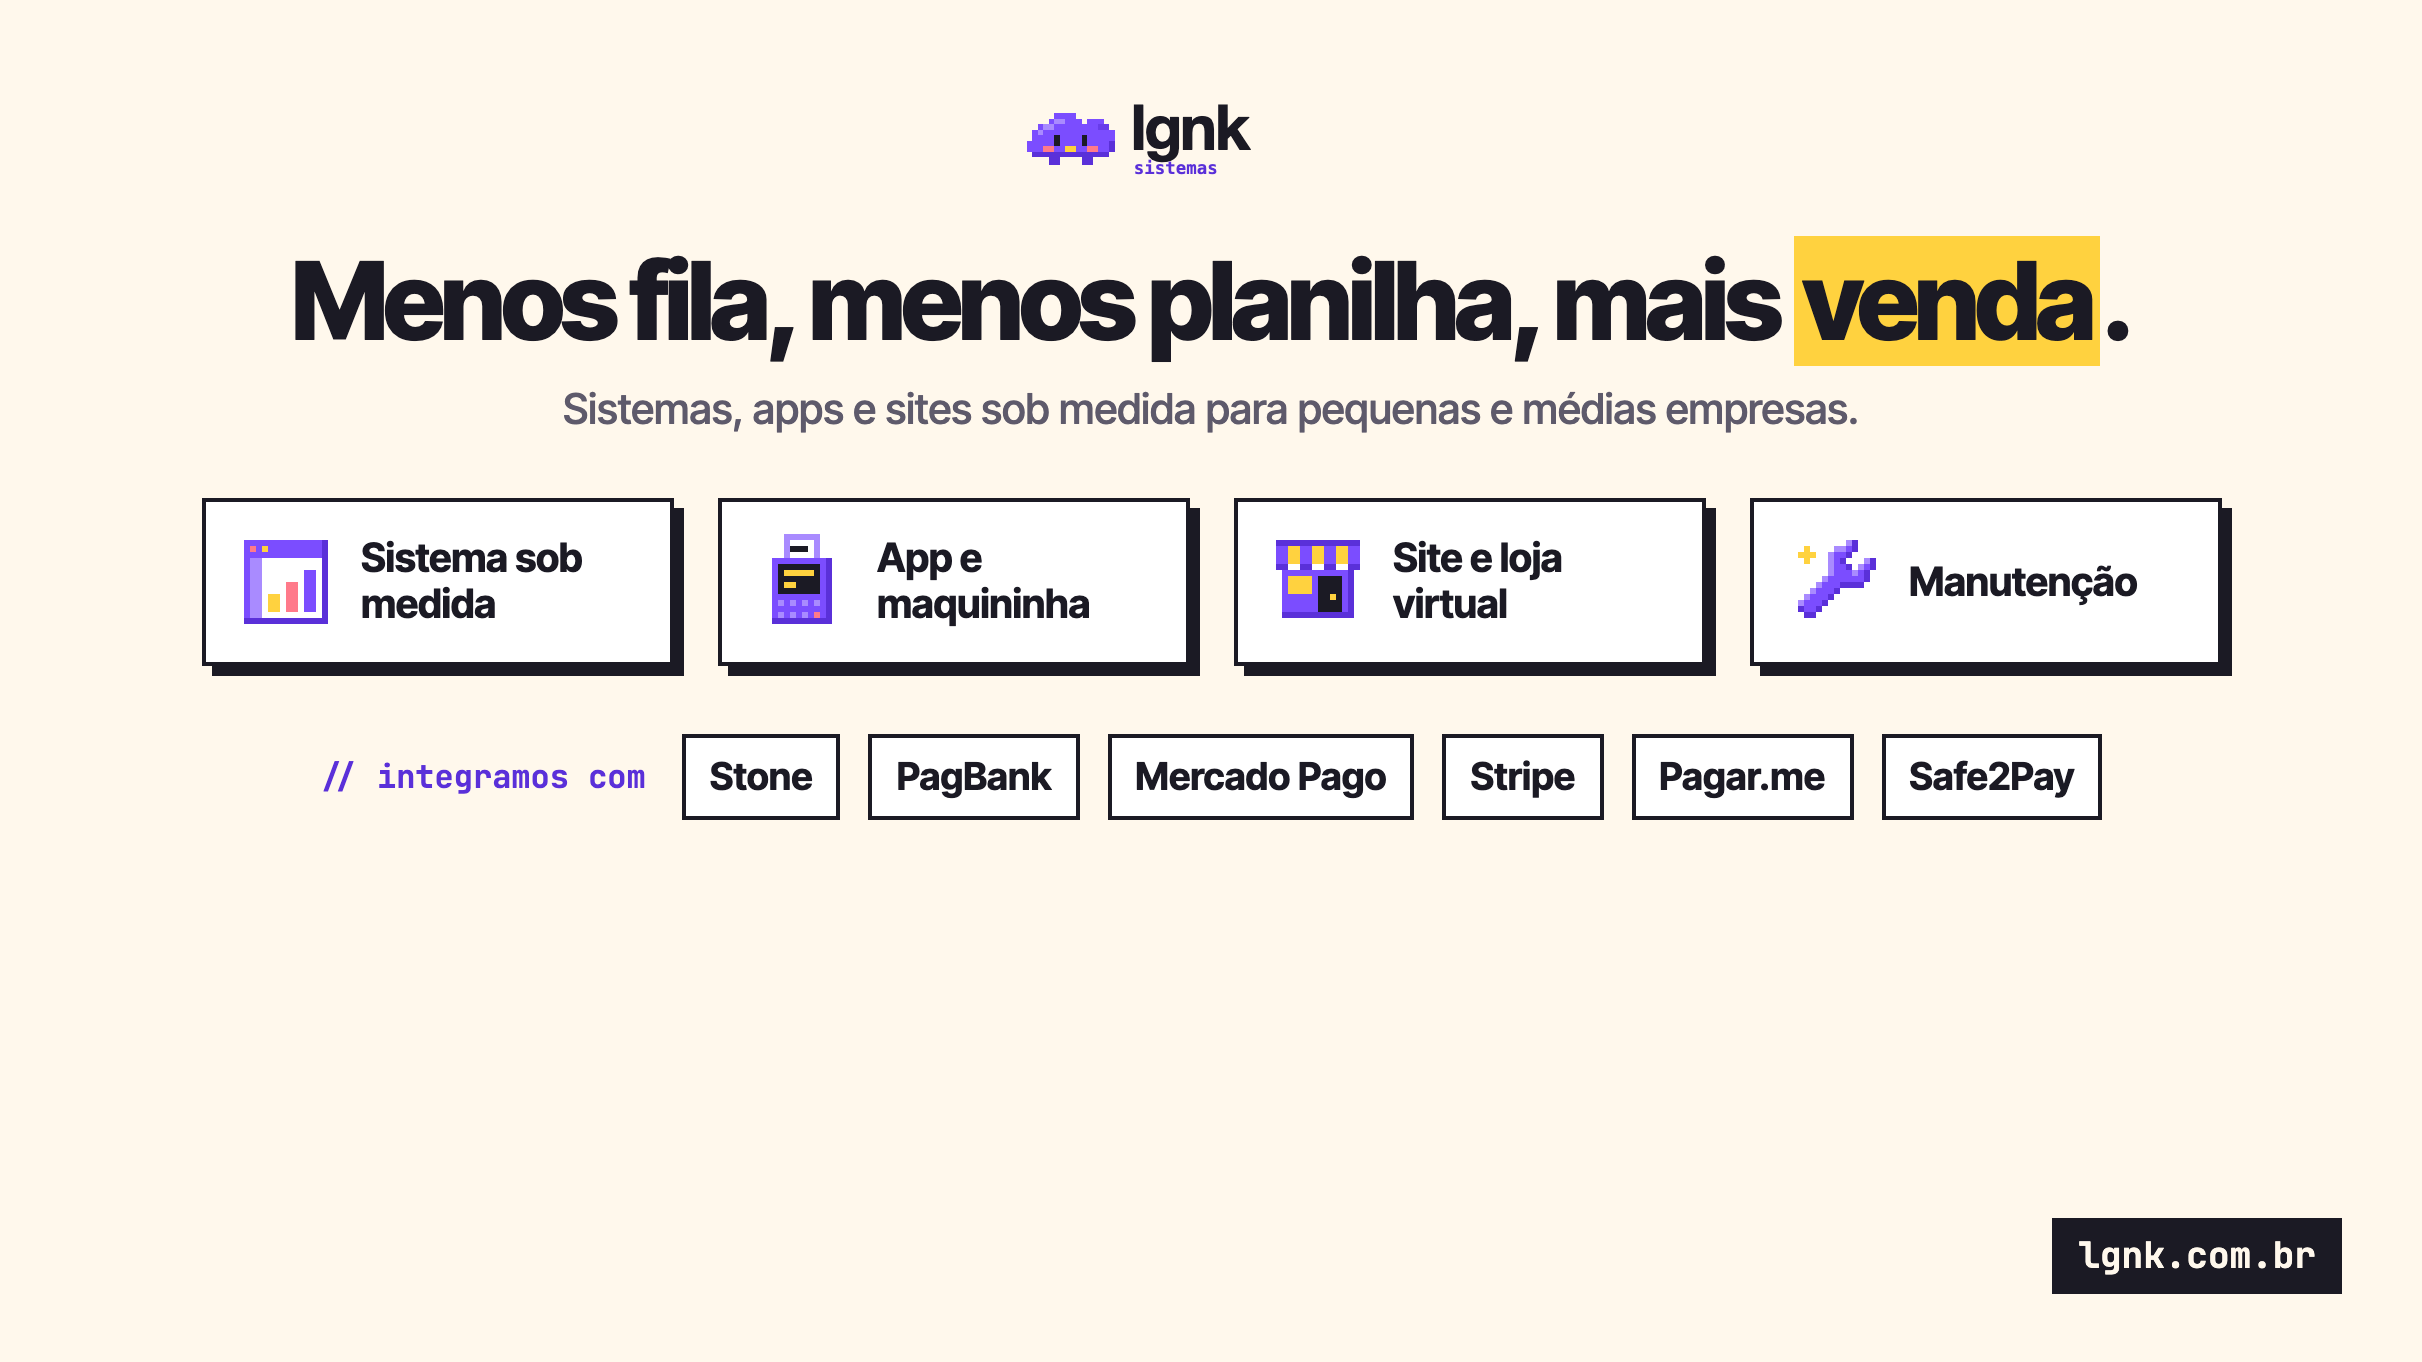 lgnk
sistemas
Menos fila, menos planilha, mais venda.
Sistemas, apps e sites sob medida para pequenas e médias empresas.
Sistema sob
medida
App e
maquininha
Site e loja
virtual
Manutenção
// integramos com
Stone
PagBank
Mercado Pago
Stripe
Pagar.me
Safe2Pay
lgnk.com.br